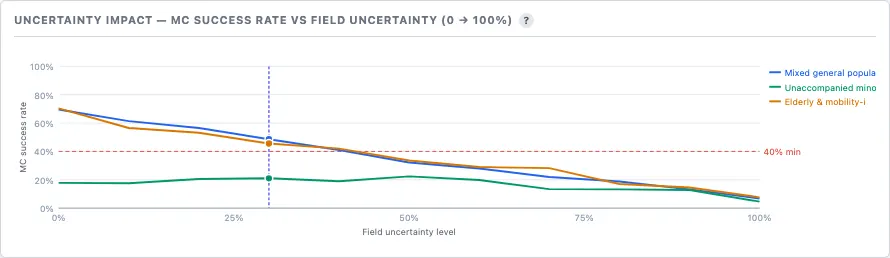 UNCERTAINTY IMPACT — MC SUCCESS RATE VS FIELD UNCERTAINTY (0 → 100%) ?
MC success rate
100%
80%
60%
40%
20%
0%
0%
25%
50%
75%
100%
Field uncertainty level
40% min
Mixed general popula
Unaccompanied mino
Elderly & mobility-i